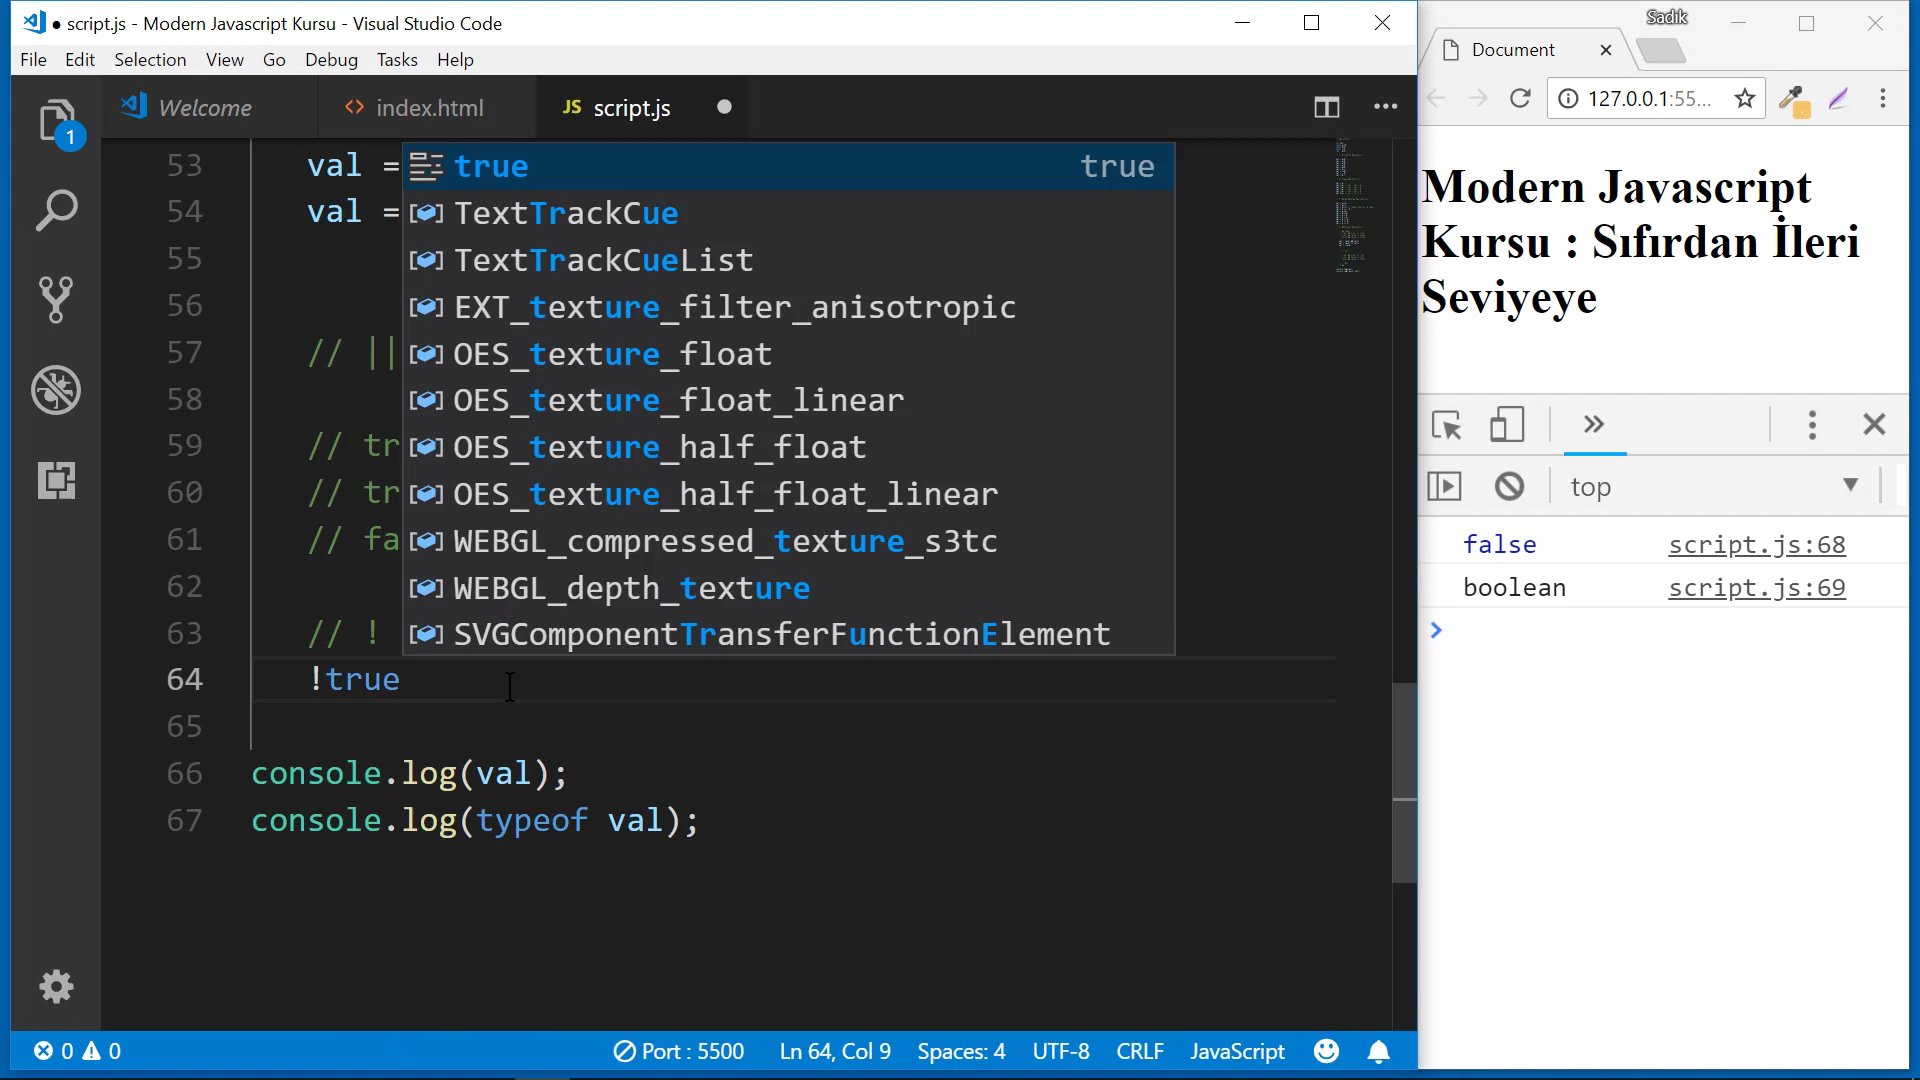 script.js - Modern Javascript Kursu - Visual Studio Code
File Edit Selection View Go Debug Tasks Help
1
Welcome
index.html
JS script.js
53 val =
54 val =
55
56
57 // ||
58
59 // tr
60 // tr
61 // fa
62
63 // !
64 !true
65
66 console.log(val);
67 console.log(typeof val);
true true
TextTrackCue
TextTrackCueList
EXT_texture_filter_anisotropic
OES_texture_float
OES_texture_float_linear
OES_texture_half_float
OES_texture_half_float_linear
WEBGL_compressed_texture_s3tc
WEBGL_depth_texture
SVGComponentTransferFunctionElement
0 0 Port : 5500 Ln 64, Col 9 Spaces: 4 UTF-8 CRLF JavaScript
Sadik
Document
127.0.0.1:55...
Modern Javascript
Kursu : Sıfırdan İleri
Seviyeye
top
false script.js:68
boolean script.js:69